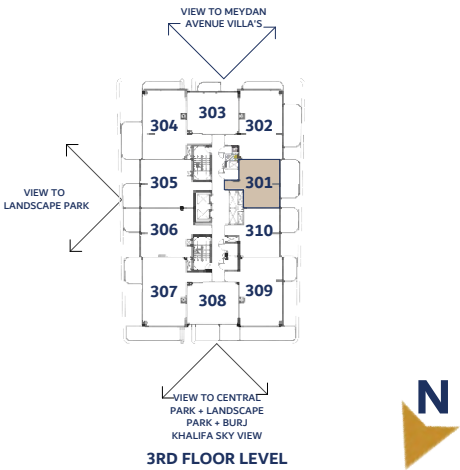 VIEW TO MEYDAN
AVENUE VILLA'S
303
304
302
305
301
VIEW TO
LANDSCAPE PARK
306
310
307
309
308
VIEW TO CENTRAL
PARK + LANDSCAPE
PARK + BURJ
KHALIFA SKY VIEW
3RD FLOOR LEVEL
N